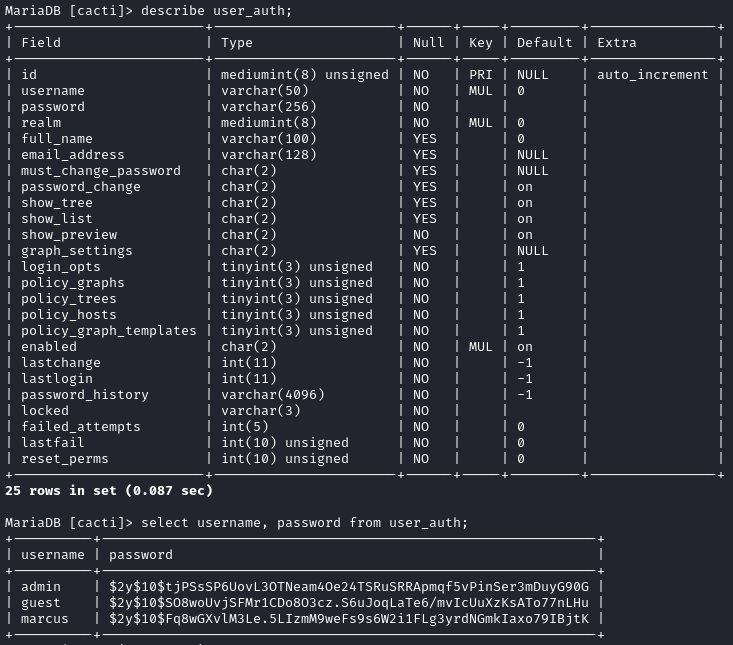 MariaDB [cacti]> describe user_auth;
+------------------------+-----------------------+------+-----+---------+----------------+
| Field | Type | Null | Key | Default | Extra |
+------------------------+-----------------------+------+-----+---------+----------------+
| id | mediumint(8) unsigned | NO | PRI | NULL | auto_increment |
| username | varchar(50) | NO | MUL | 0 | |
| password | varchar(256) | NO | | | |
| realm | mediumint(8) | NO | MUL | 0 | |
| full_name | varchar(100) | YES | | 0 | |
| email_address | varchar(128) | YES | | NULL | |
| must_change_password | char(2) | YES | | NULL | |
| password_change | char(2) | YES | | on | |
| show_tree | char(2) | YES | | on | |
| show_list | char(2) | YES | | on | |
| show_preview | char(2) | NO | | on | |
| graph_settings | char(2) | YES | | NULL | |
| login_opts | tinyint(3) unsigned | NO | | 1 | |
| policy_graphs | tinyint(3) unsigned | NO | | 1 | |
| policy_trees | tinyint(3) unsigned | NO | | 1 | |
| policy_hosts | tinyint(3) unsigned | NO | | 1 | |
| policy_graph_templates | tinyint(3) unsigned | NO | | 1 | |
| enabled | char(2) | NO | MUL | on | |
| lastchange | int(11) | NO | | -1 | |
| lastlogin | int(11) | NO | | -1 | |
| password_history | varchar(4096) | NO | | -1 | |
| locked | varchar(3) | NO | | | |
| failed_attempts | int(5) | NO | | 0 | |
| lastfail | int(10) unsigned | NO | | 0 | |
| reset_perms | int(10) unsigned | NO | | 0 | |
+------------------------+-----------------------+------+-----+---------+----------------+
25 rows in set (0.087 sec)
MariaDB [cacti]> select username, password from user_auth;
+----------+--------------------------------------------------------------+
| username | password |
+----------+--------------------------------------------------------------+
| admin | $2y$10$tjPSsSP6UovL3OTNeam4Oe24TSRuSRRApmqf5vPinSer3mDuyG90G |
| guest | $2y$10$SO8woUvjSFMr1CDo8O3cz.S6uJoqLaTe6/mvIcUuXzKsATo77nLHu |
| marcus | $2y$10$Fq8wGXvlM3Le.5LIzmM9weFs9s6W2i1FLg3yrdNGmkIaxo79IBjtK |
+----------+--------------------------------------------------------------+